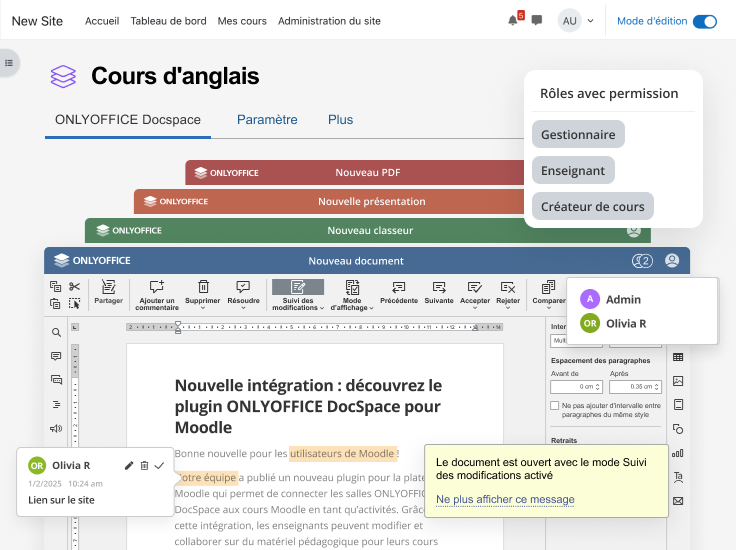 New Site
Accueil
Tableau de bord
Mes cours
Administration du site
5
AU
Mode d'édition
Cours d'anglais
ONLYOFFICE Docspace
Paramètre
Plus
Rôles avec permission
Gestionnaire
Enseignant
Créateur de cours
ONLYOFFICE
Nouveau PDF
ONLYOFFICE
Nouvelle présentation
ONLYOFFICE
Nouveau classeur
ONLYOFFICE
Nouveau document
2
Partager
Ajouter un
commentaire
Supprimer
Résoudre
Suivi des
modifications
Mode
d'affichage
Précédente
Suivante
Accepter
Rejeter
Comparer
A Admin
OR Olivia R
Inter
Mult
Espacement des paragraphes
Avant de
Après
0 cm
0.35 cm
Ne pas ajouter d'intervalle entre
paragraphes du même style
Retraits
Nouvelle intégration : découvrez le
plugin ONLYOFFICE DocSpace pour
Moodle
Bonne nouvelle pour les utilisateurs de Moodle !
otre équipe a publié un nouveau plugin pour la plate
Moodle qui permet de connecter les salles ONLYOFFIC
DocSpace aux cours Moodle en tant qu'activités. Grâc
cette intégration, les enseignants peuvent modifier et
collaborer sur du matériel pédagogique pour leurs cours
OR Olivia R
1/2/2025 10:24 am
Lien sur le site
Le document est ouvert avec le mode Suivi
des modifications activé
Ne plus afficher ce message